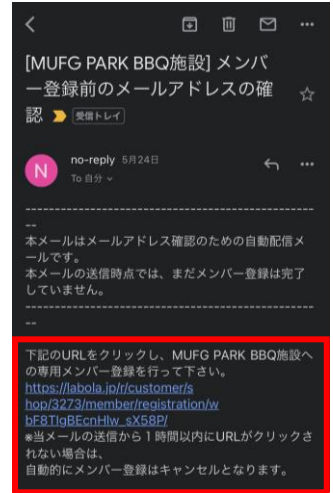 [MUFG PARK BBQ施設] メンバ
ー登録前のメールアドレスの確
認 受信トレイ
N
no-reply 5月24日
To 自分
------------------------------------------------
--
本メールはメールアドレス確認のための自動配信メ
ールです。
本メールの送信時点では、まだメンバー登録は完了
していません。
------------------------------------------------
--
下記のURLをクリックし、MUFG PARK BBQ施設へ
の専用メンバー登録を行って下さい。
https://labola.jp/r/customer/s
hop/3273/member/registration/w
bF8TIgBEcnHlw_sX58P/
※当メールの送信から１時間以内にURLがクリックさ
れない場合は、
自動的にメンバー登録はキャンセルとなります。